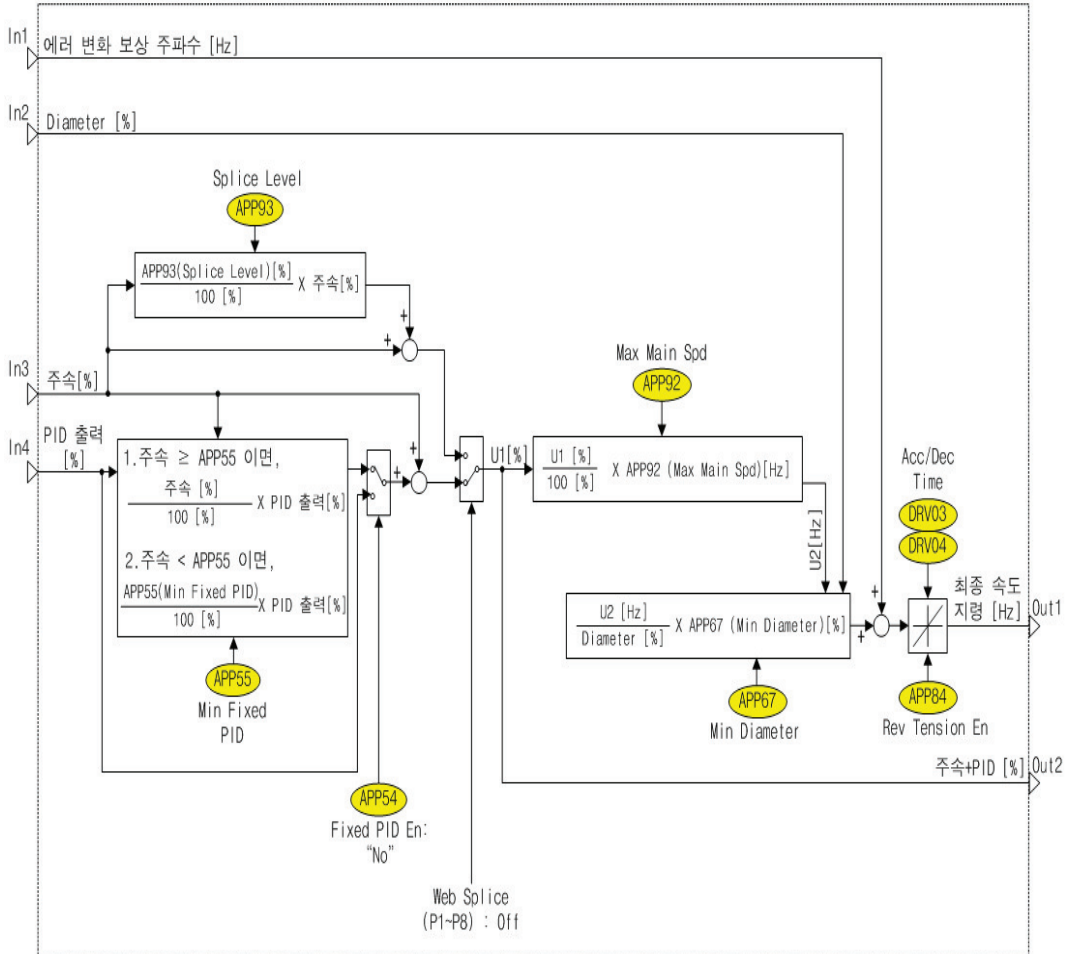 In1
에러 변화 보상 주파수 [Hz]
In2
Diameter [%]
Splice Level
APP93
APP93(Splice Level)[%]
100 [%]
X 주속[%]
+
+
In3
주속[%]
In4
PID 출력
[%]
1.주속 ≥ APP55 이면,
주속 [%]
100 [%]
X PID 출력[%]
2.주속 < APP55 이면,
APP55(Min Fixed PID)
100 [%]
X PID 출력[%]
APP55
Min Fixed
PID
+
+
APP54
Fixed PID En:
“No”
Web Splice
(P1~P8) : Off
U1[%]
Max Main Spd
APP92
U1 [%]
100 [%]
X APP92 (Max Main Spd)[Hz]
U2[Hz]
U2 [Hz]
Diameter [%]
X APP67 (Min Diameter)[%]
APP67
Min Diameter
+
+
Acc/Dec
Time
DRV03
DRV04
최종 속도
지령 [Hz]
Out1
APP84
Rev Tension En
주속+PID [%]
Out2